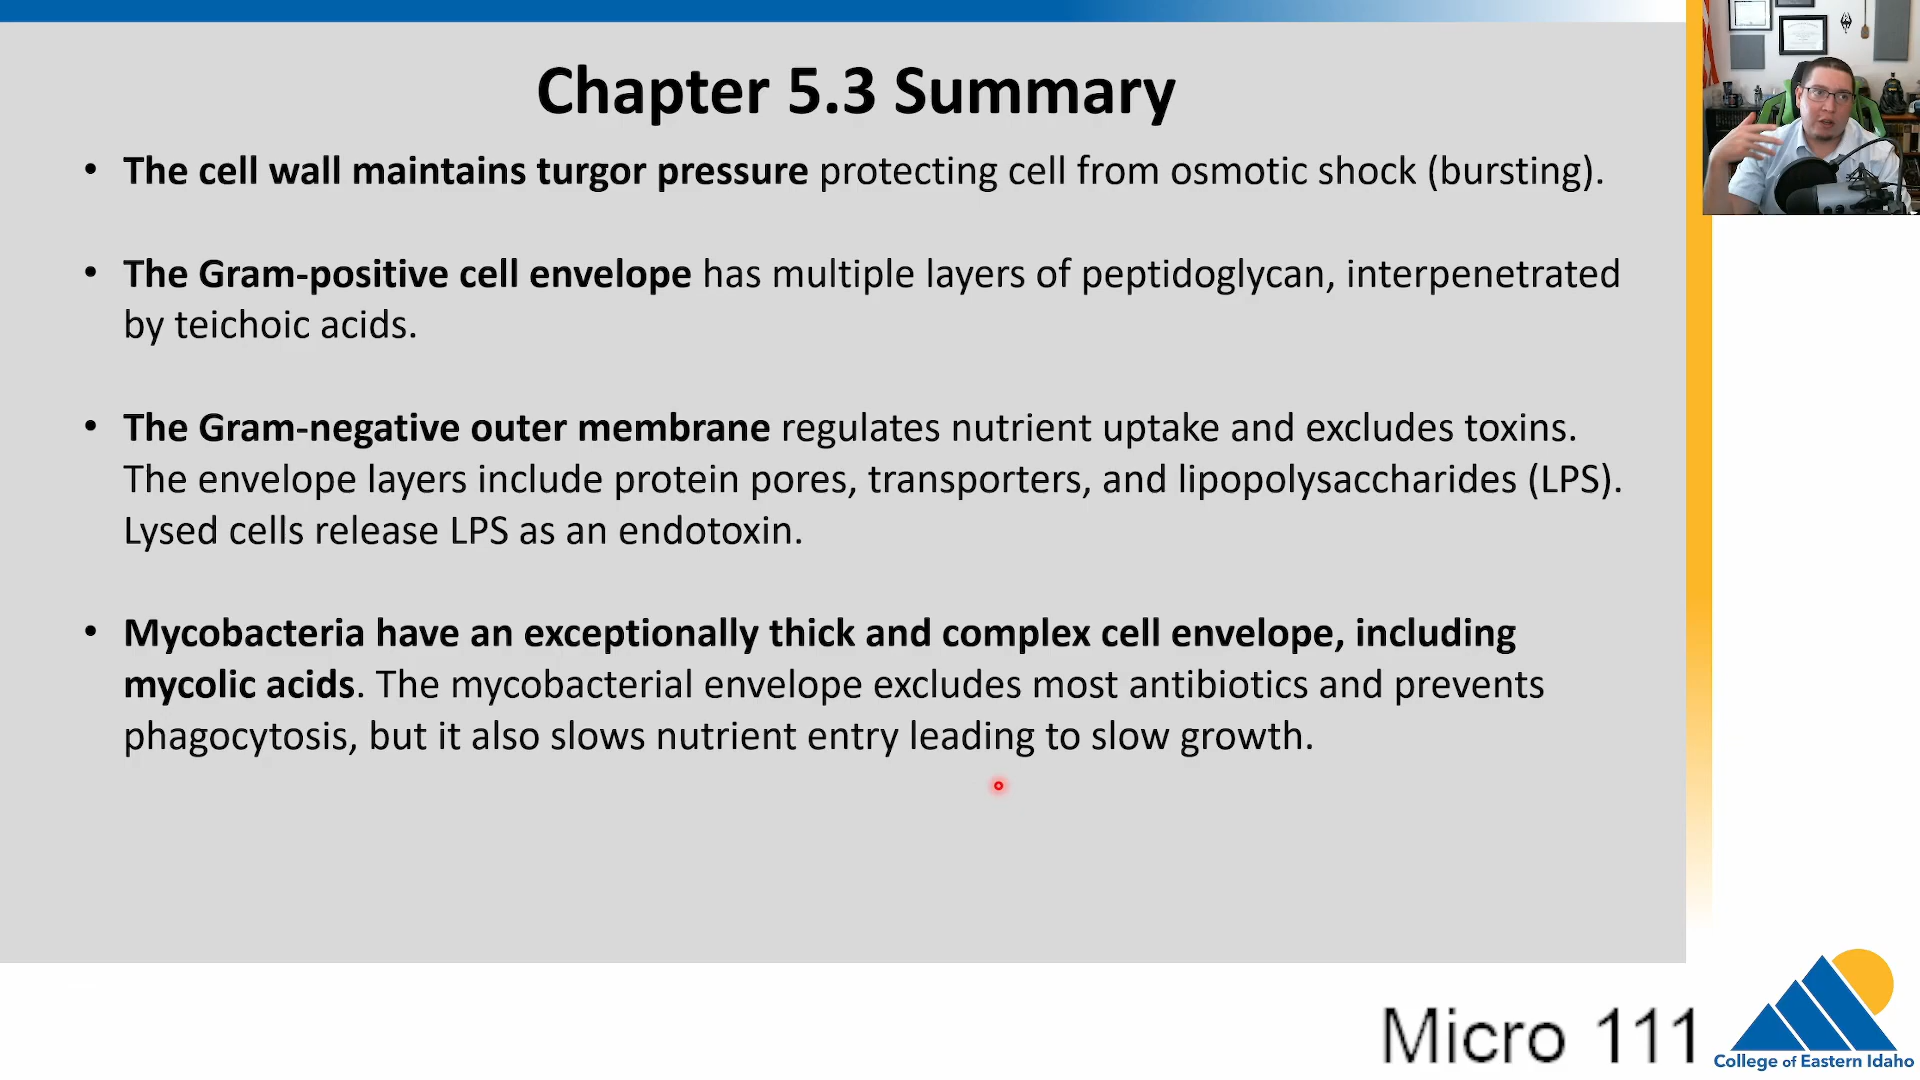 Chapter 5.3 Summary
• The cell wall maintains turgor pressure protecting cell from osmotic shock (bursting).
• The Gram-positive cell envelope has multiple layers of peptidoglycan, interpenetrated
by teichoic acids.
• The Gram-negative outer membrane regulates nutrient uptake and excludes toxins.
The envelope layers include protein pores, transporters, and lipopolysaccharides (LPS).
Lysed cells release LPS as an endotoxin.
• Mycobacteria have an exceptionally thick and complex cell envelope, including
mycolic acids. The mycobacterial envelope excludes most antibiotics and prevents
phagocytosis, but it also slows nutrient entry leading to slow growth.
Micro 111
College of Eastern Idaho